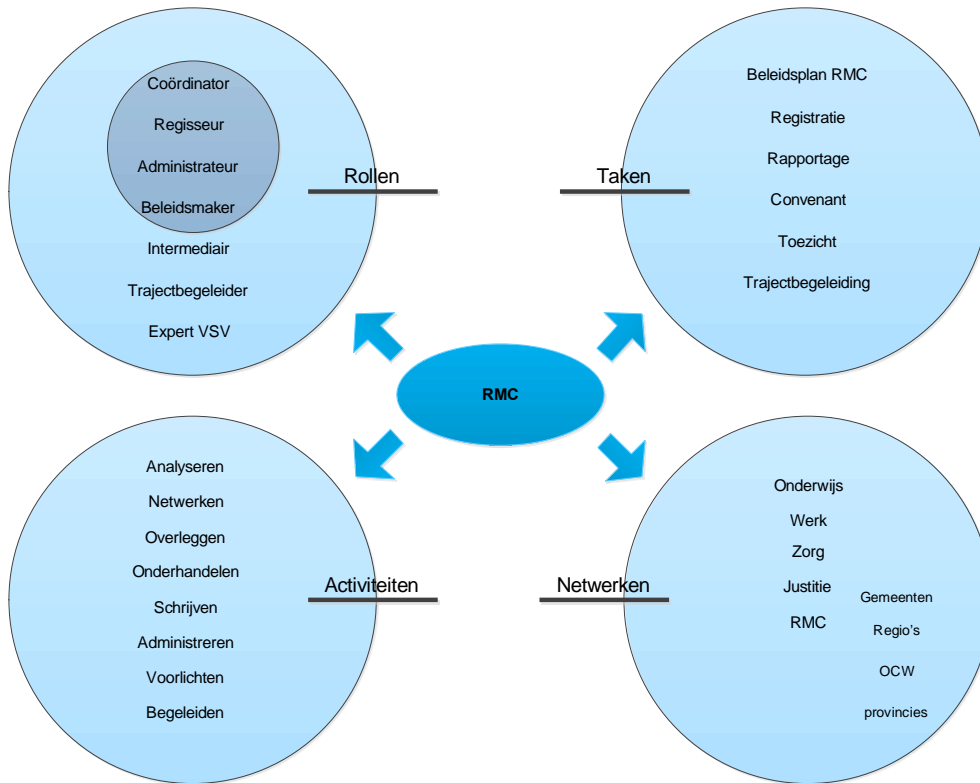 Coördinator
Regisseur
Administrateur
Beleidsmaker
Intermediair
Trajectbegeleider
Expert VSV
Rollen
Taken
Beleidsplan RMC
Registratie
Rapportage
Convenant
Toezicht
Trajectbegeleiding
RMC
Analyseren
Netwerken
Overleggen
Onderhandelen
Schrijven
Administreren
Voorlichten
Begeleiden
Activiteiten
Netwerken
Onderwijs
Werk
Zorg
Justitie
RMC
Gemeenten
Regio's
OCW
provincies